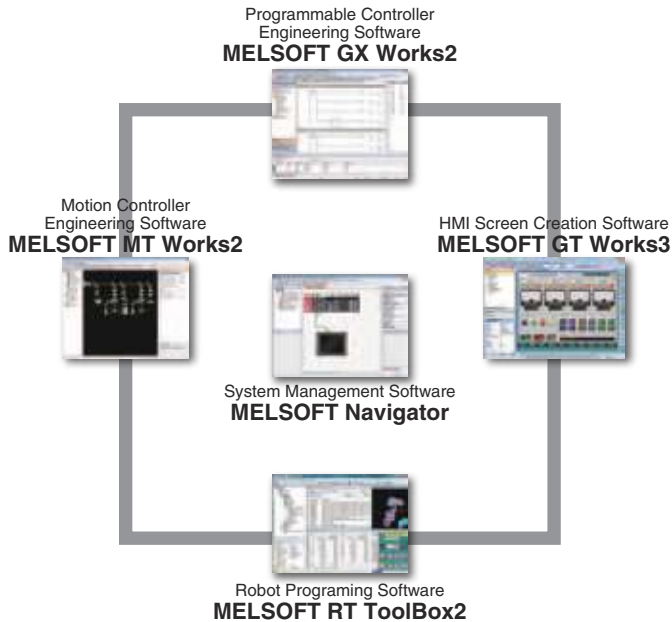 Programmable Controller
Engineering Software
MELSOFT GX Works2
Motion Controller
Engineering Software
MELSOFT MT Works2
HMI Screen Creation Software
MELSOFT GT Works3
System Management Software
MELSOFT Navigator
Robot Programing Software
MELSOFT RT ToolBox2